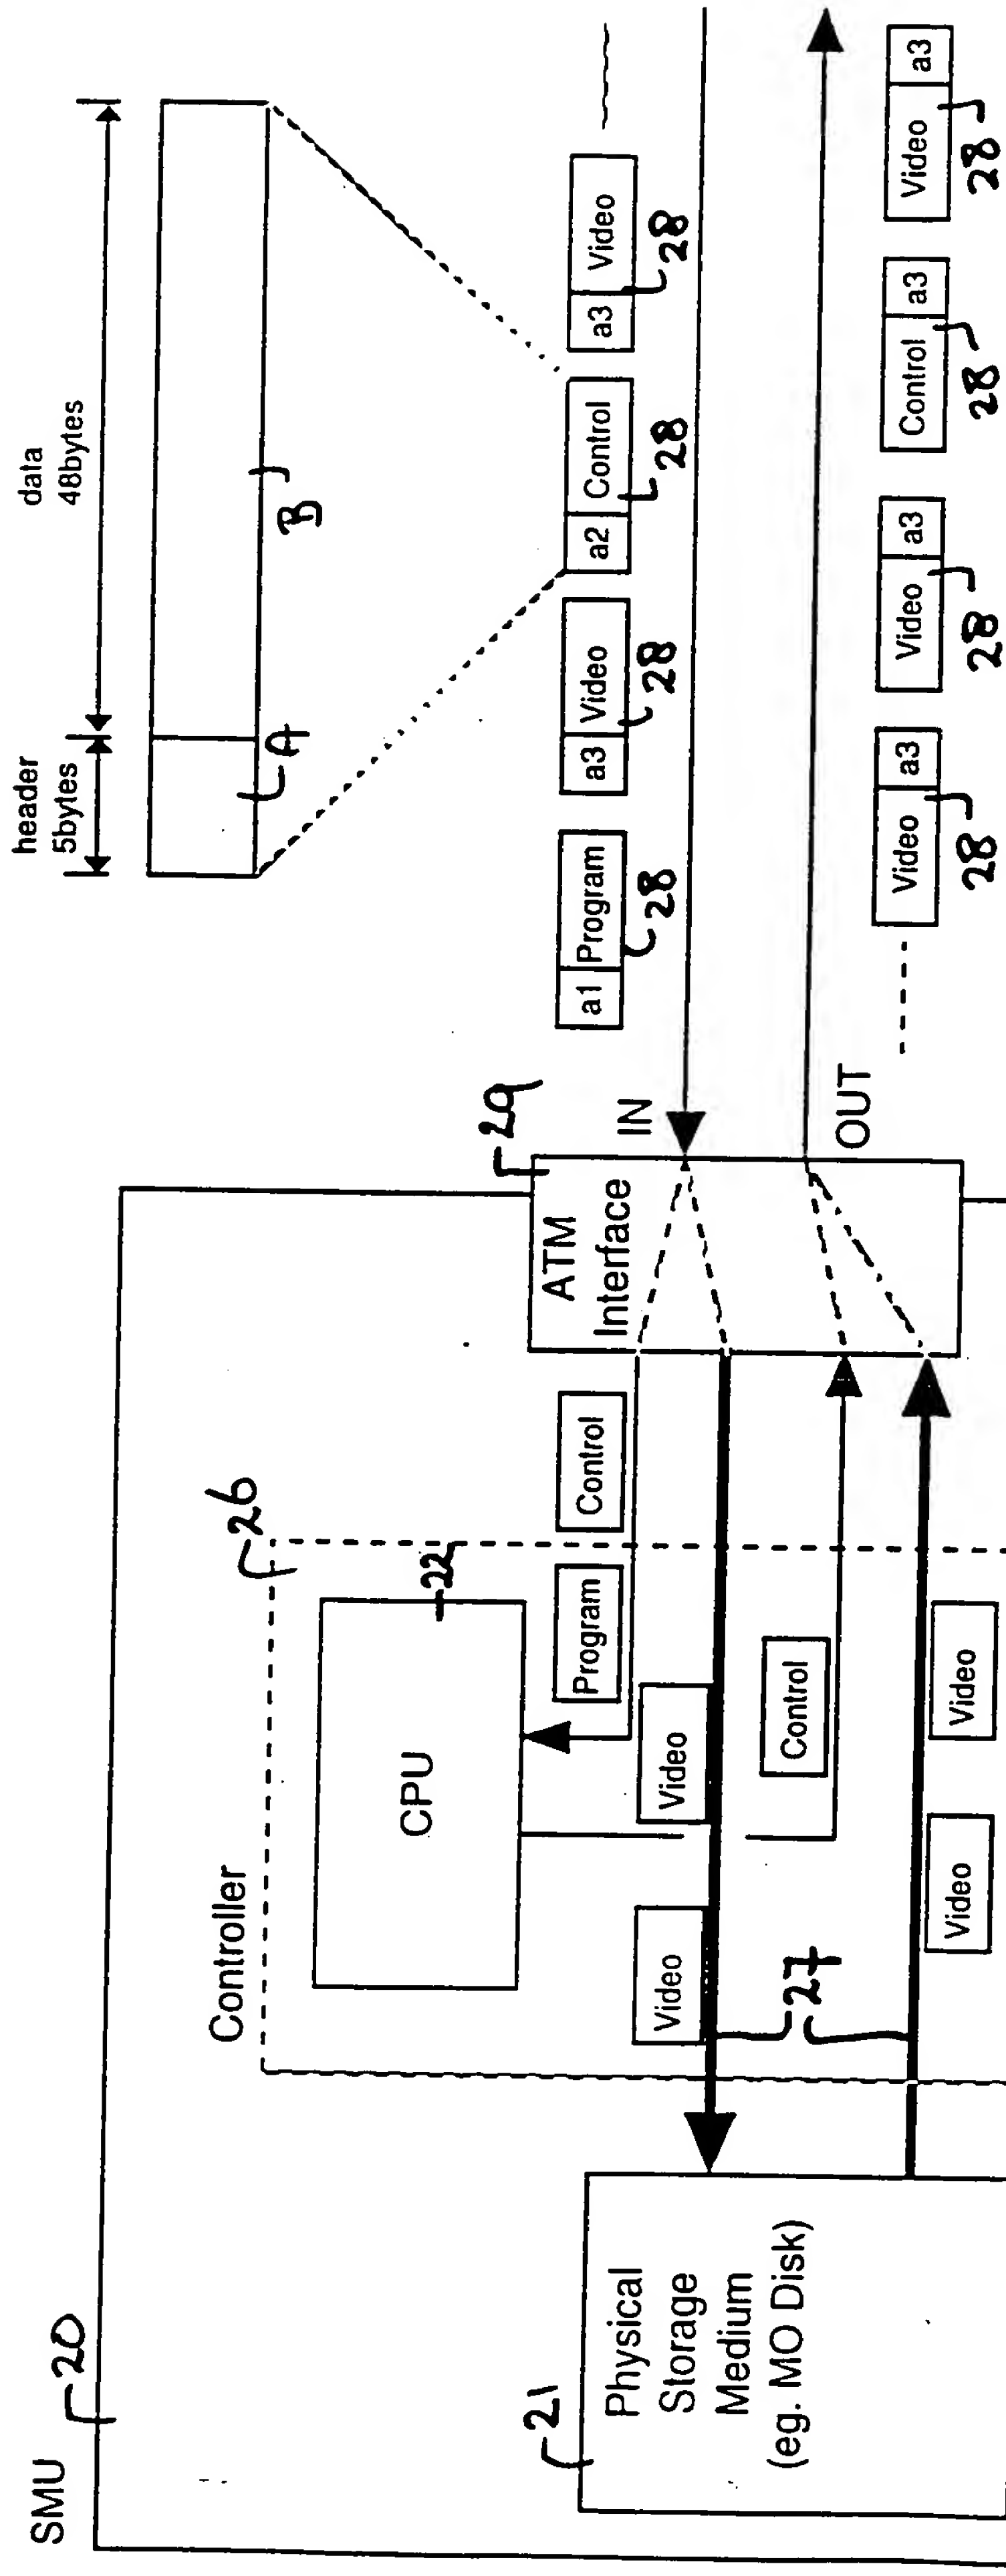 SMU
20
Controller
26
CPU
22
Physical
Storage
Medium
(eg. MO Disk)
21
Video
Video
27
Program
Control
Control
Video
Video
ATM
Interface
29
IN
OUT
header
5bytes
data
48bytes
A
B
a1 Program
28
a3 Video
28
a2 Control
28
a3 Video
28
Video a3
28
Video a3
28
Control a3
28
Video a3
28